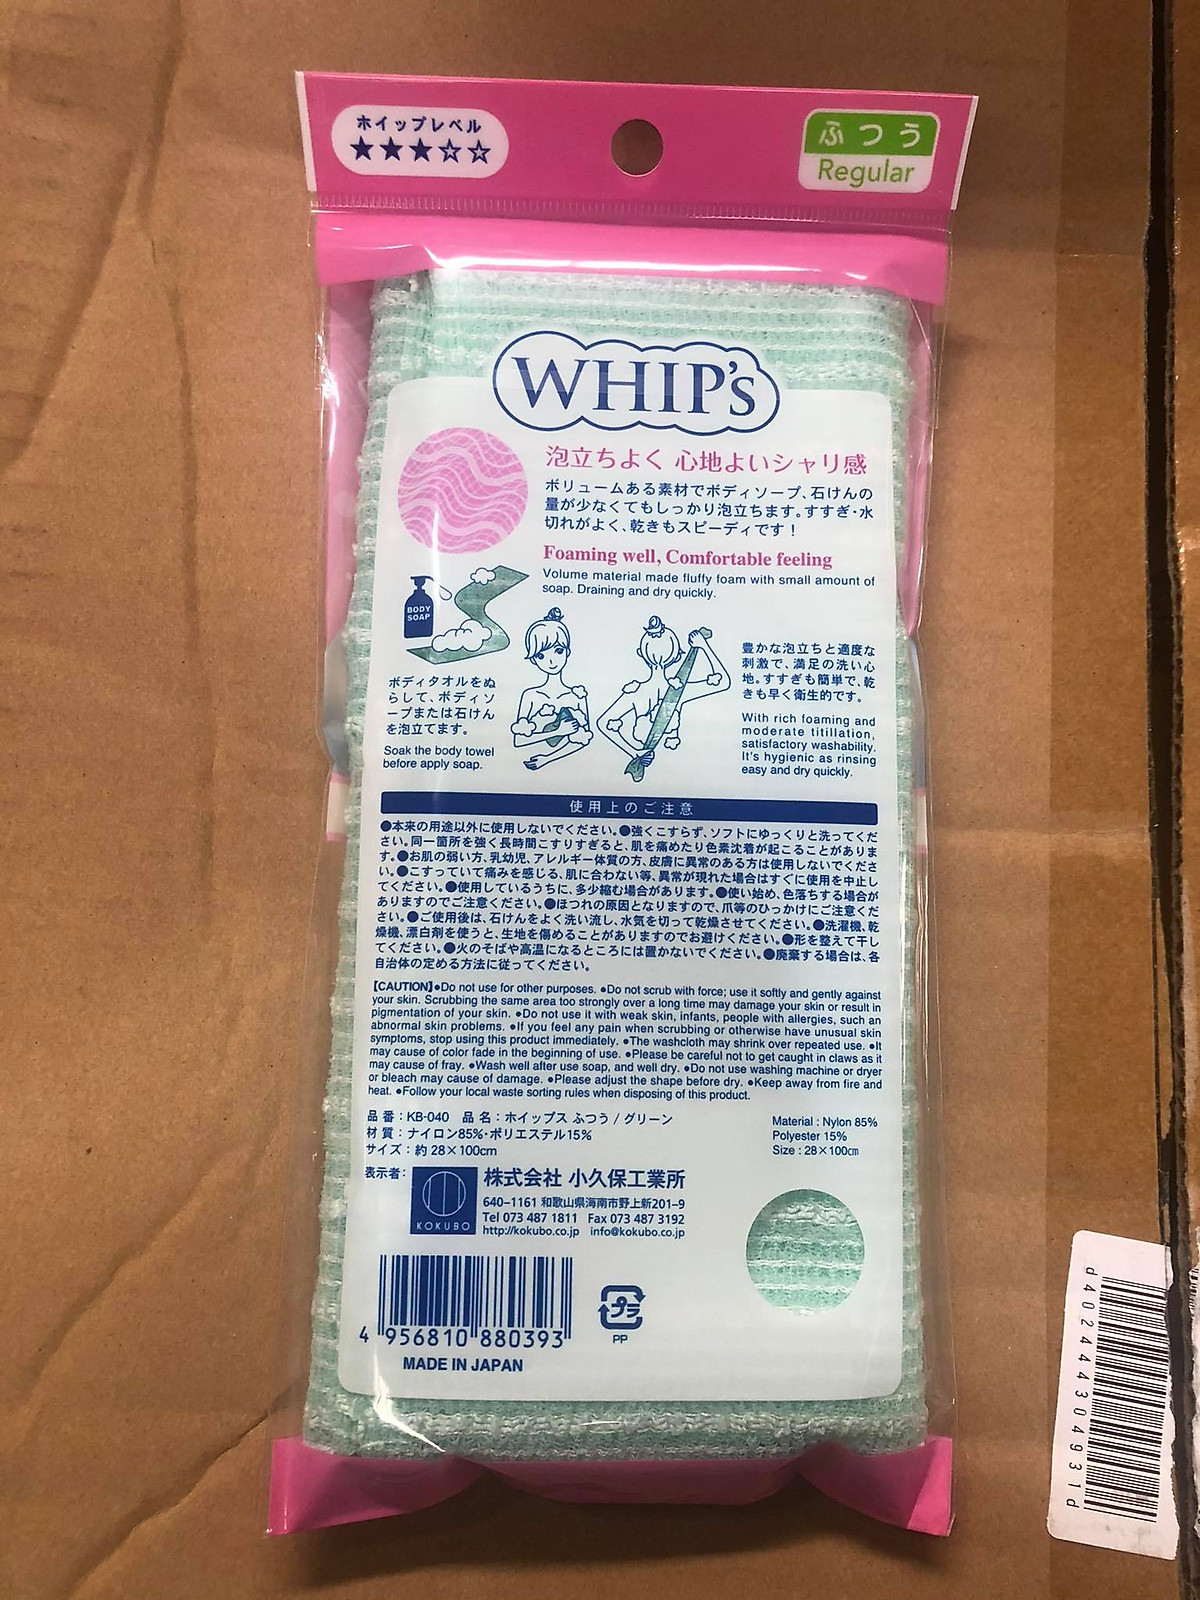 ホイップレベル
★★★☆☆
ふつう
Regular
WHIP's
泡立ちよく 心地よいシャリ感
ボリュームある素材でボディソープ、石けんの
量が少なくてもしっかり泡立ちます。すすぎ・水
切れがよく、乾きもスピーディです！
Foaming well, Comfortable feeling
Volume material made fluffy foam with small amount of
soap. Draining and dry quickly.
BODY
SOAP
ボディタオルをぬ
らして、ボディソ
ープまたは石けん
を泡立てます。
Soak the body towel
before apply soap.
豊かな泡立ちと適度な
刺激で、満足の洗い心
地。すすぎも簡単で、乾
きも早く衛生的です。
With rich foaming and
moderate titillation,
satisfactory washability.
It's hygienic as rinsing
easy and dry quickly.
使用上のご注意
●本来の用途以外に使用しないでください。●強くこすらず、ソフトにゆっくりと洗ってくだ
さい。同一箇所を強く長時間こすりすぎると、肌を痛めたり色素沈着が起こることがありま
す。●お肌の弱い方、乳幼児、アレルギー体質の方、皮膚に異常のある方は使用しないでくださ
い。●こすっていて痛みを感じる、肌に合わない等、異常が現れた場合はすぐに使用を中止し
てください。●使用しているうちに、多少縮む場合があります。●使い始め、色落ちする場合が
ありますのでご注意ください。●ほつれの原因となりますので、爪等のひっかけにご注意くだ
さい。●ご使用後は、石けんをよく洗い流し、水気を切って乾燥させてください。●洗濯機、乾
燥機、漂白剤を使うと、生地を傷めることがありますのでお避けください。●形を整えて干し
てください。●火のそばや高温になるところには置かないでください。●廃棄する場合は、各
自治体の定める方法に従ってください。
【CAUTION】●Do not use for other purposes. ●Do not scrub with force; use it softly and gently against
your skin. Scrubbing the same area too strongly over a long time may damage your skin or result in
pigmentation of your skin. ●Do not use it with weak skin, infants, people with allergies, such an
abnormal skin problems. ●If you feel any pain when scrubbing or otherwise have unusual skin
symptoms, stop using this product immediately. ●The washcloth may shrink over repeated use. ●It
may cause of color fade in the beginning of use. ●Please be careful not to get caught in claws as it
may cause of fray. ●Wash well after use soap, and well dry. ●Do not use washing machine or dryer
or bleach may cause of damage. ●Please adjust the shape before dry. ●Keep away from fire and
heat. ●Follow your local waste sorting rules when disposing of this product.
品番：KB-040 品名：ホイップス ふつう / グリーン
材質：ナイロン85%・ポリエステル15%
サイズ：約 28×100cm
Material : Nylon 85%
Polyester 15%
Size : 28×100cm
表示者：
KOKUBO
株式会社 小久保工業所
640-1161 和歌山県海南市野上新201-9
Tel 073 487 1811 Fax 073 487 3192
http://kokubo.co.jp info@kokubo.co.jp
4 956810 880393
プラ
PP
MADE IN JAPAN
d402444304931d